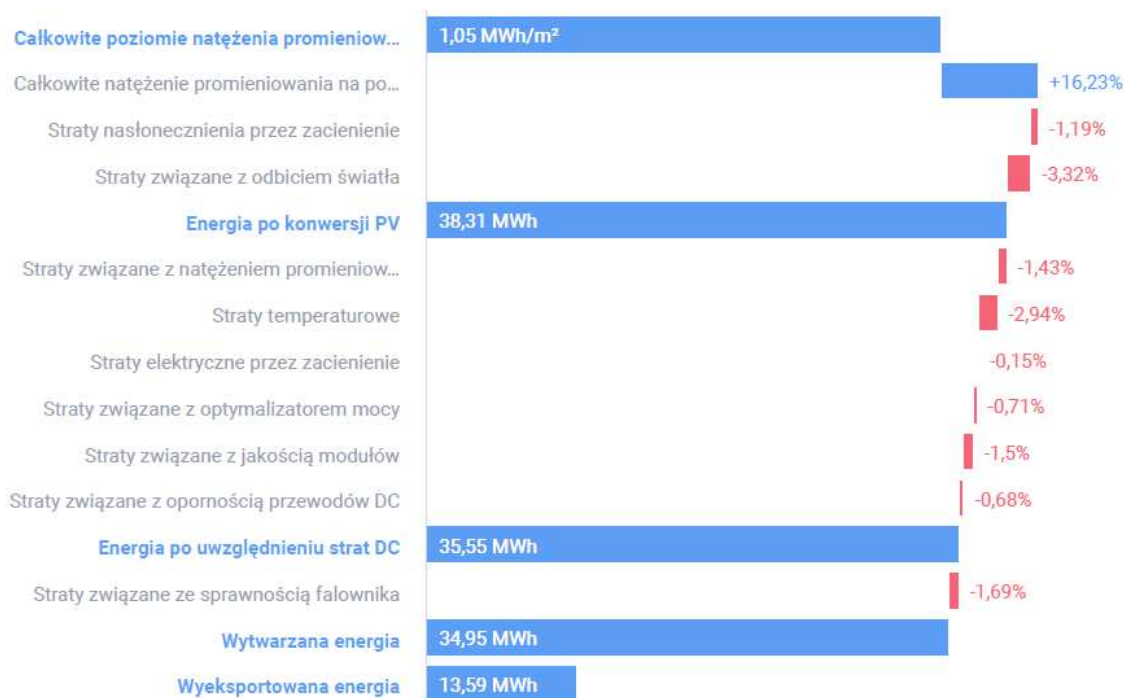 Całkowite poziomie natężenia promieniow... 1,05 MWh/m²
Całkowite natężenie promieniowania na po... +16,23%
Straty nasłonecznienia przez zacienienie -1,19%
Straty związane z odbiciem światła -3,32%
Energia po konwersji PV 38,31 MWh
Straty związane z natężeniem promieniow... -1,43%
Straty temperaturowe -2,94%
Straty elektryczne przez zacienienie -0,15%
Straty związane z optymalizatorem mocy -0,71%
Straty związane z jakością modułów -1,5%
Straty związane z opornością przewodów DC -0,68%
Energia po uwzględnieniu strat DC 35,55 MWh
Straty związane ze sprawnością falownika -1,69%
Wytwarzana energia 34,95 MWh
Wyeksportowana energia 13,59 MWh